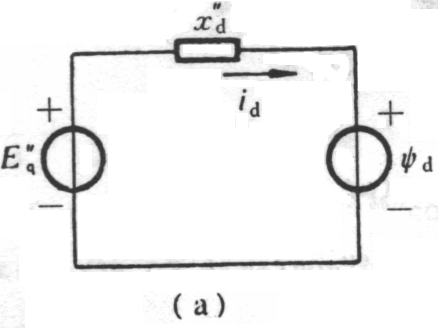 x"d
id
+ +
E"q ψd
− −
(a)